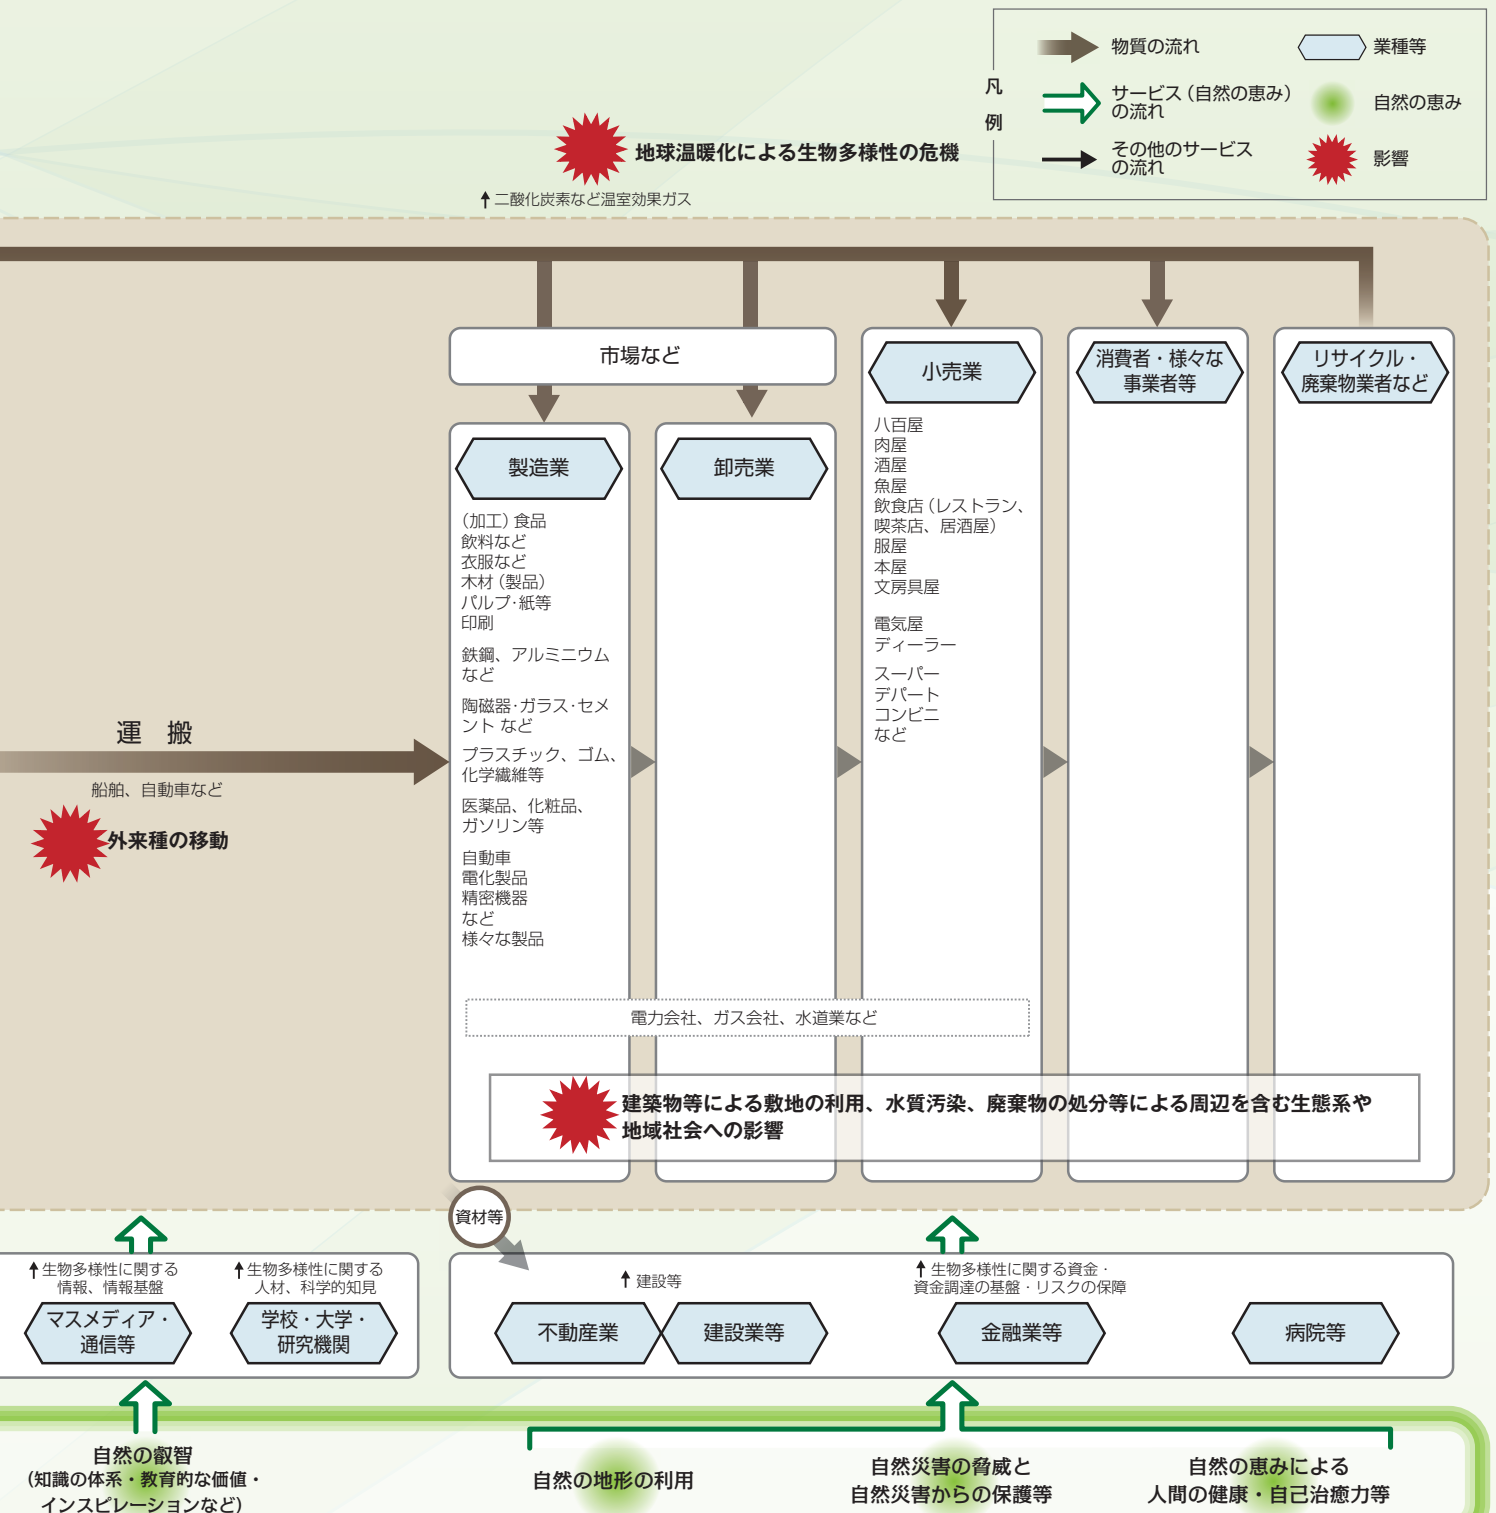 凡
例
物質の流れ
業種等
サービス（自然の恵み）
の流れ
自然の恵み
その他のサービス
の流れ
影響
地球温暖化による生物多様性の危機
二酸化炭素など温室効果ガス
市場など
製造業
（加工）食品
飲料など
衣服など
木材（製品）
パルプ・紙等
印刷
鉄鋼、アルミニウム
など
陶磁器・ガラス・セメ
ント など
プラスチック、ゴム、
化学繊維等
医薬品、化粧品、
ガソリン等
自動車
電化製品
精密機器
など
様々な製品
卸売業
小売業
八百屋
肉屋
酒屋
魚屋
飲食店（レストラン、
喫茶店、居酒屋）
服屋
本屋
文房具屋
電気屋
ディーラー
スーパー
デパート
コンビニ
など
消費者・様々な
事業者等
リサイクル・
廃棄物業者など
運　搬
船舶、自動車など
外来種の移動
電力会社、ガス会社、水道業など
建築物等による敷地の利用、水質汚染、廃棄物の処分等による周辺を含む生態系や
地域社会への影響
資材等
生物多様性に関する
情報、情報基盤
マスメディア・
通信等
生物多様性に関する
人材、科学的知見
学校・大学・
研究機関
建設等
不動産業
建設業等
生物多様性に関する資金・
資金調達の基盤・リスクの保障
金融業等
病院等
自然の叡智
（知識の体系・教育的な価値・
インスピレーションなど）
自然の地形の利用
自然災害の脅威と
自然災害からの保護等
自然の恵みによる
人間の健康・自己治癒力等